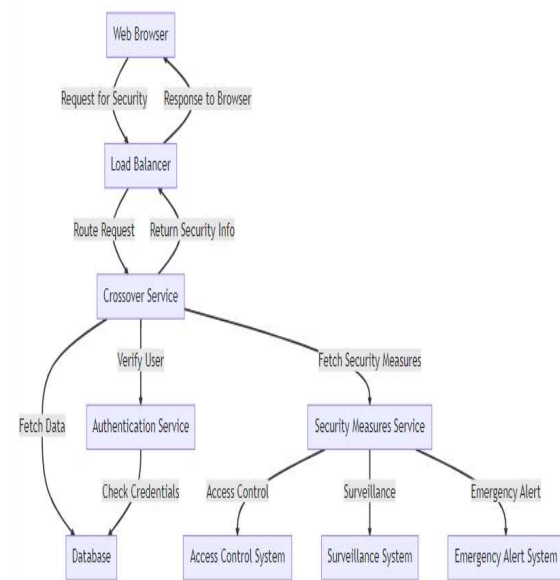 Web Browser
Request for Security
Response to Browser
Load Balancer
Route Request
Return Security Info
Crossover Service
Verify User
Fetch Security Measures
Fetch Data
Authentication Service
Security Measures Service
Check Credentials
Access Control
Surveillance
Emergency Alert
Database
Access Control System
Surveillance System
Emergency Alert System